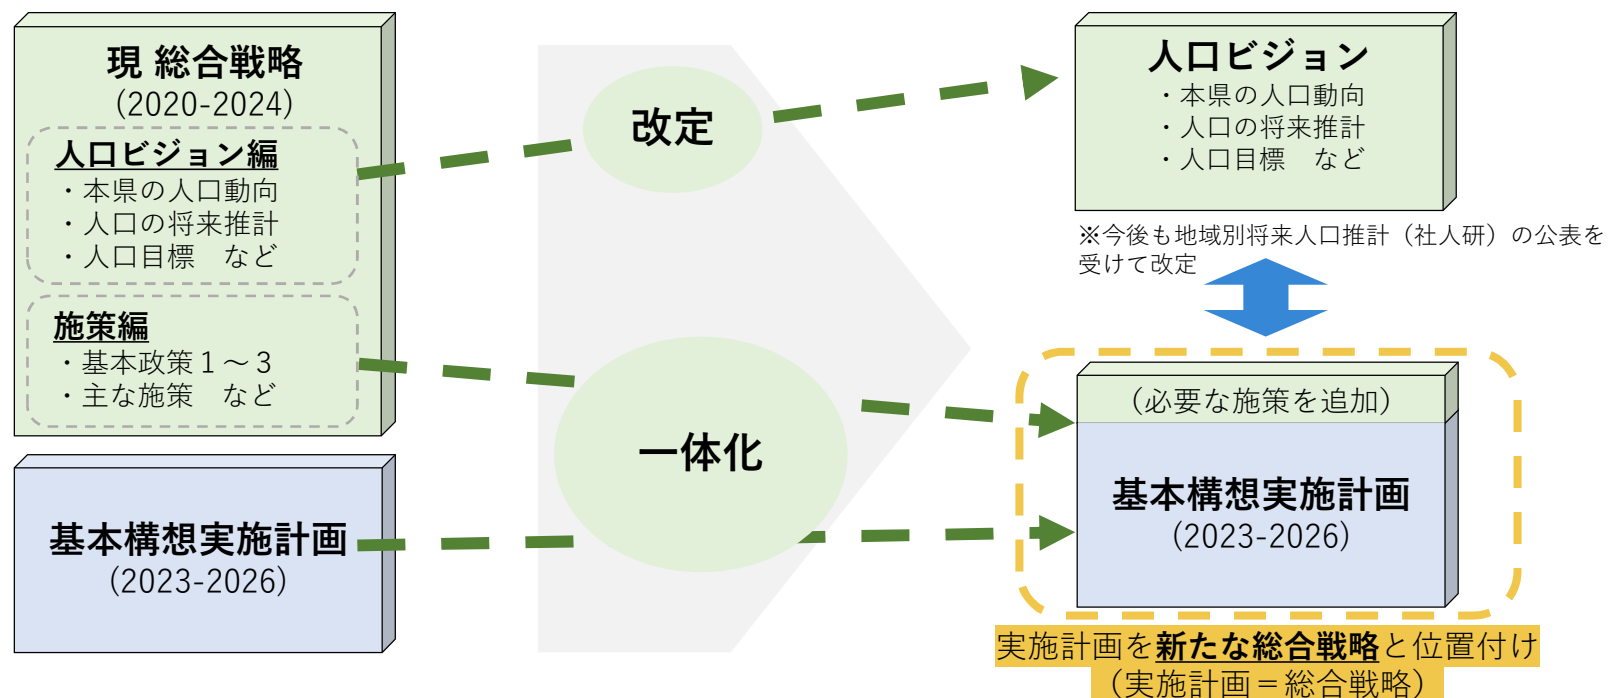 現 総合戦略
(2020-2024)
人口ビジョン編
・本県の人口動向
・人口の将来推計
・人口目標　など
施策編
・基本政策１～３
・主な施策　など
基本構想実施計画
(2023-2026)
改定
一体化
人口ビジョン
・本県の人口動向
・人口の将来推計
・人口目標　など
※今後も地域別将来人口推計（社人研）の公表を
受けて改定
（必要な施策を追加）
基本構想実施計画
(2023-2026)
実施計画を新たな総合戦略と位置付け
（実施計画＝総合戦略）